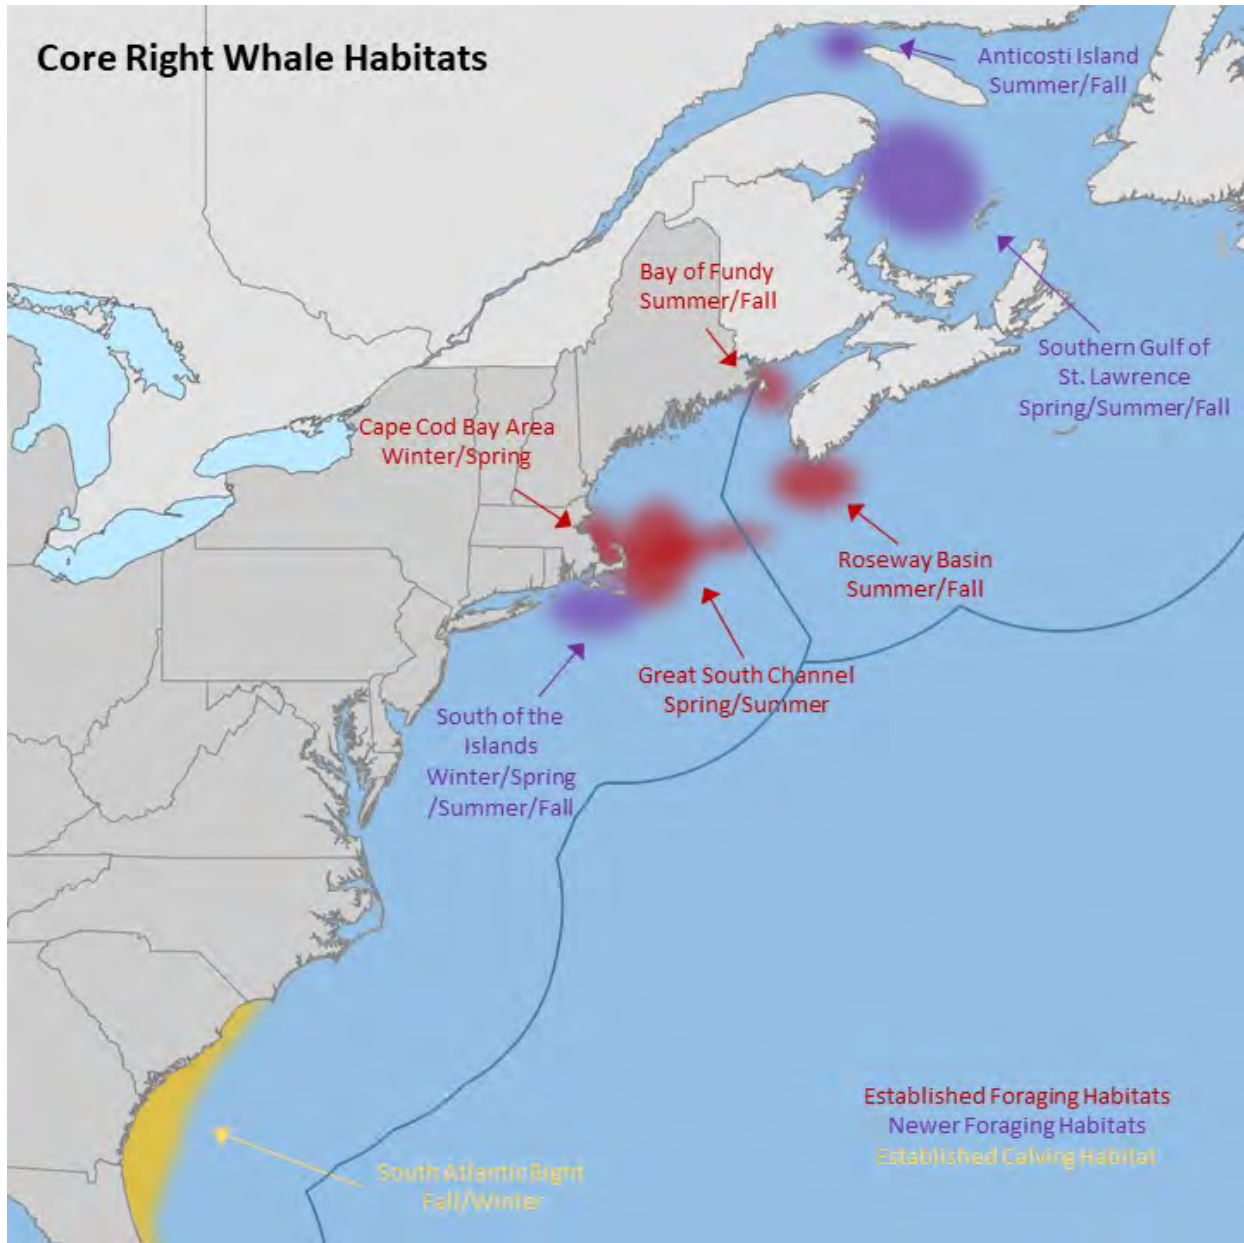 Core Right Whale Habitats
Anticosti Island
Summer/Fall
Bay of Fundy
Summer/Fall
Southern Gulf of
St. Lawrence
Spring/Summer/Fall
Cape Cod Bay Area
Winter/Spring
Roseway Basin
Summer/Fall
Great South Channel
Spring/Summer
South of the
Islands
Winter/Spring
/Summer/Fall
Established Foraging Habitats
Newer Foraging Habitats
Established Calving Habitat
South Atlantic Bight
Fall/Winter